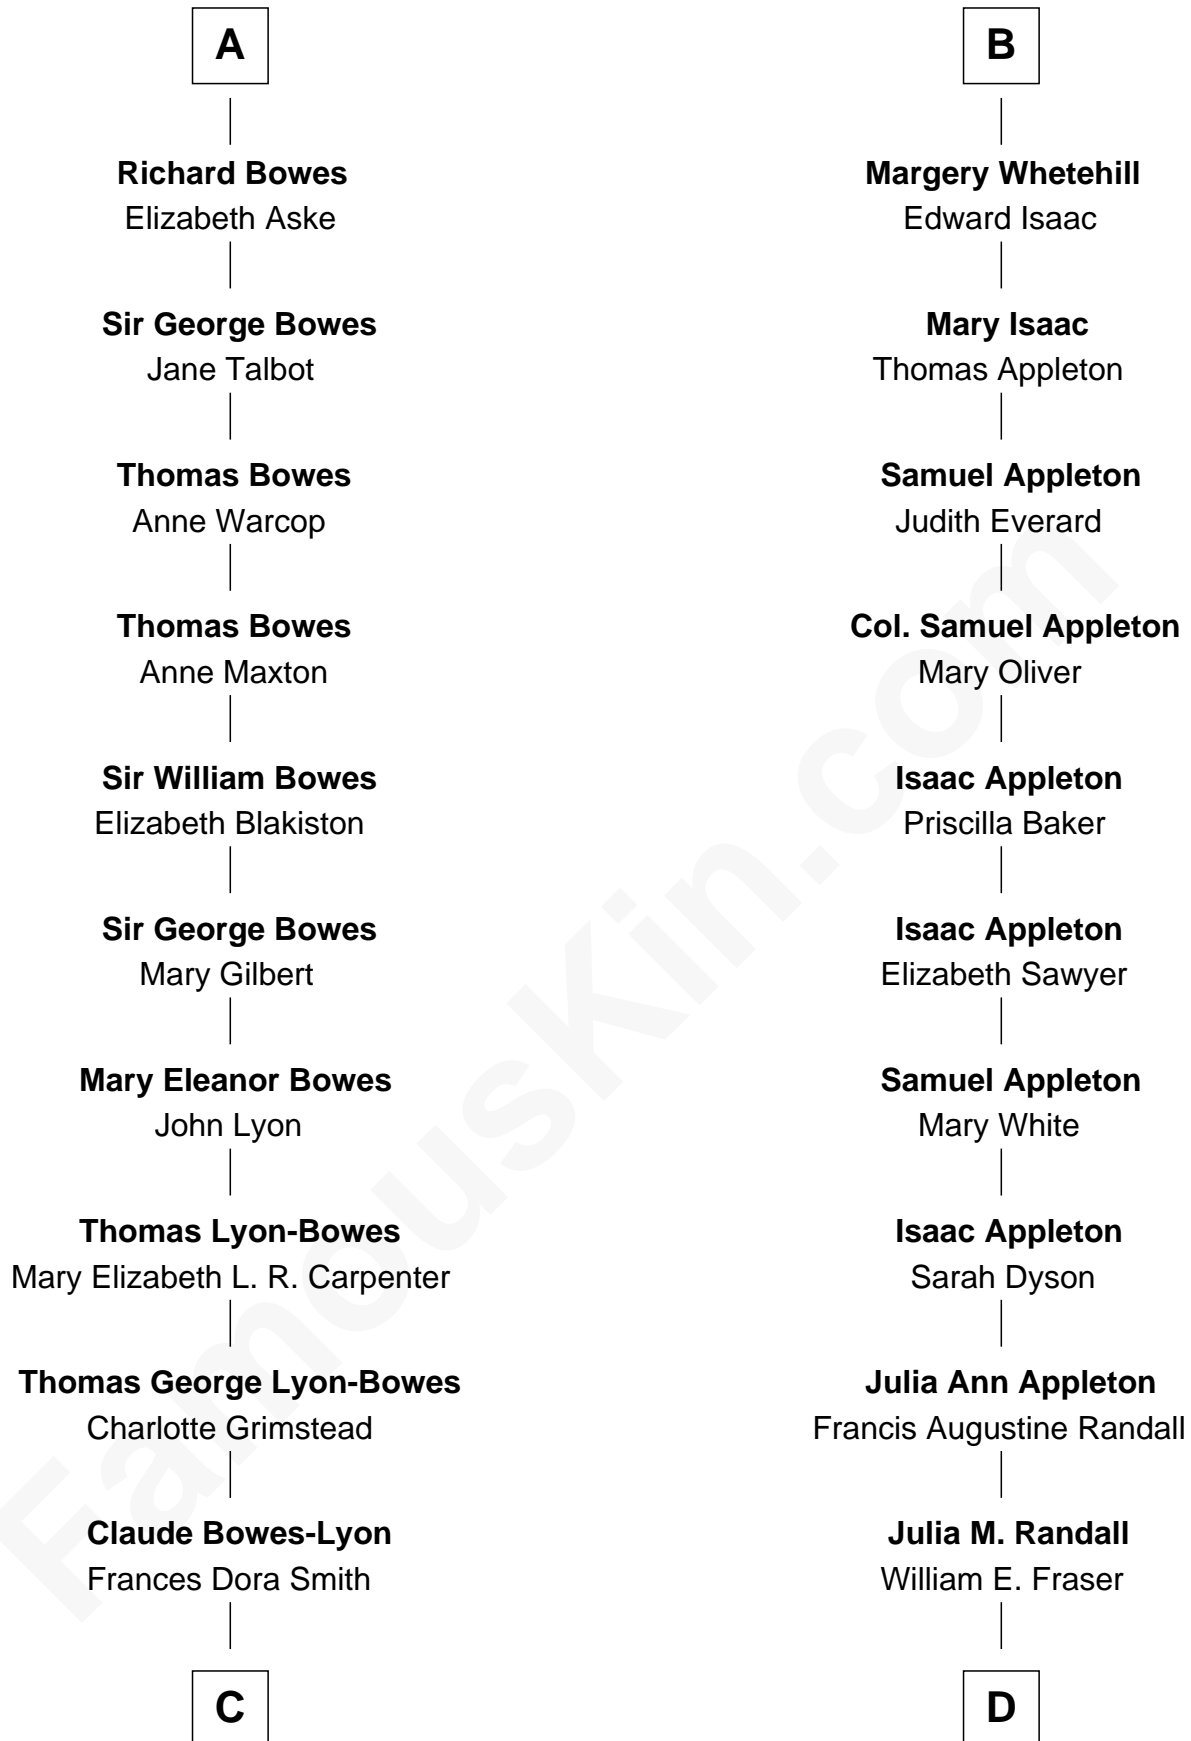 A
Richard Bowes
Elizabeth Aske
Sir George Bowes
Jane Talbot
Thomas Bowes
Anne Warcop
Thomas Bowes
Anne Maxton
Sir William Bowes
Elizabeth Blakiston
Sir George Bowes
Mary Gilbert
Mary Eleanor Bowes
John Lyon
Thomas Lyon-Bowes
Mary Elizabeth L. R. Carpenter
Thomas George Lyon-Bowes
Charlotte Grimstead
Claude Bowes-Lyon
Frances Dora Smith
C
B
Margery Whetehill
Edward Isaac
Mary Isaac
Thomas Appleton
Samuel Appleton
Judith Everard
Col. Samuel Appleton
Mary Oliver
Isaac Appleton
Priscilla Baker
Isaac Appleton
Elizabeth Sawyer
Samuel Appleton
Mary White
Isaac Appleton
Sarah Dyson
Julia Ann Appleton
Francis Augustine Randall
Julia M. Randall
William E. Fraser
D
FamousKin.com